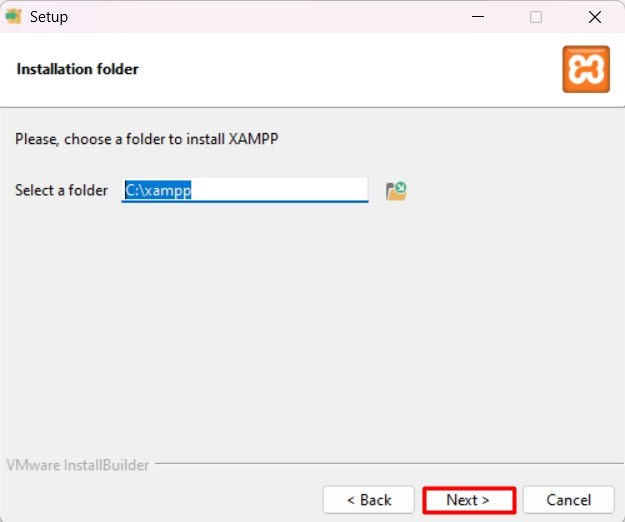 Setup
Installation folder
Please, choose a folder to install XAMPP
Select a folder C:\xampp
VMware InstallBuilder
< Back Next > Cancel